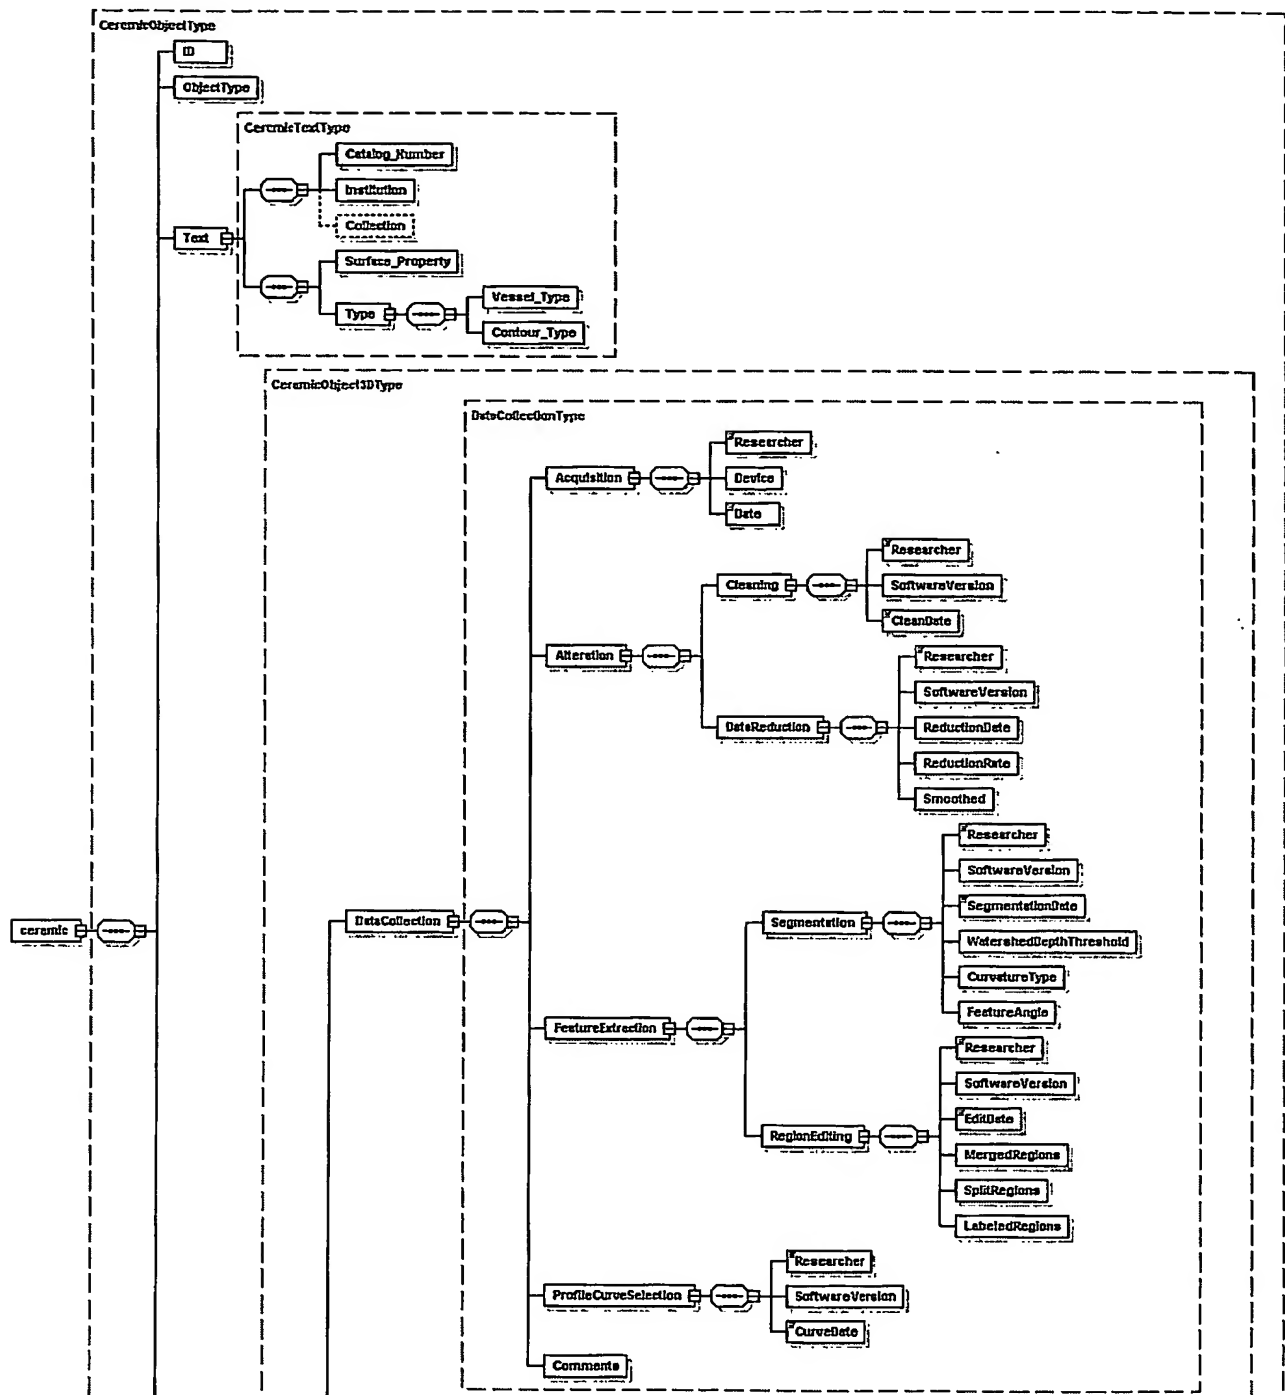 CeramicObjectType
ID
ObjectType
CeramicTextType
Catalog_Number
Institution
Collection
Text
Surface_Property
Type
Vessel_Type
Contour_Type
CeramicObject3DType
DataCollectionType
Acquisition
Researcher
Device
Date
Alteration
Cleaning
Researcher
SoftwareVersion
CleanDate
DataReduction
Researcher
SoftwareVersion
ReductionDate
ReductionRate
Smoothed
ceramic
DataCollection
FeatureExtraction
Segmentation
Researcher
SoftwareVersion
SegmentationDate
WatershedDepthThreshold
CurvatureType
FeatureAngle
RegionEditing
Researcher
SoftwareVersion
EditDate
MergedRegions
SplitRegions
LabeledRegions
ProfileCurveSelection
Researcher
SoftwareVersion
CurveDate
Comments